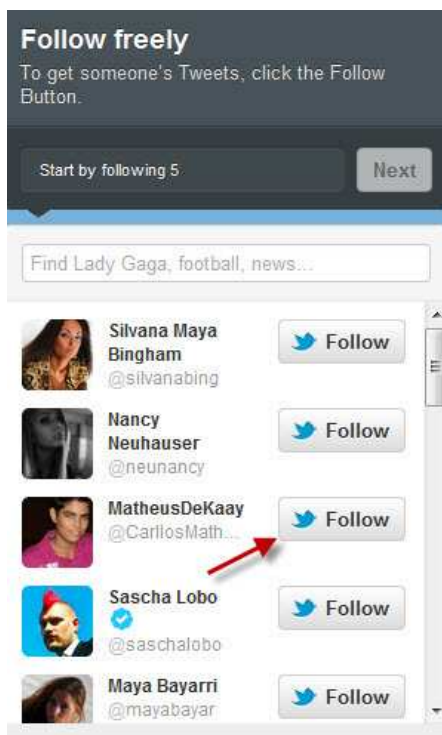 Follow freely
To get someone's Tweets, click the Follow
Button.
Start by following 5
Next
Find Lady Gaga, football, news...
Silvana Maya
Bingham
@silvanabing
Follow
Nancy
Neuhauser
@neunancy
Follow
MatheusDeKaay
@CarliosMath...
Follow
Sascha Lobo
@saschalobo
Follow
Maya Bayarri
@mayabayar
Follow